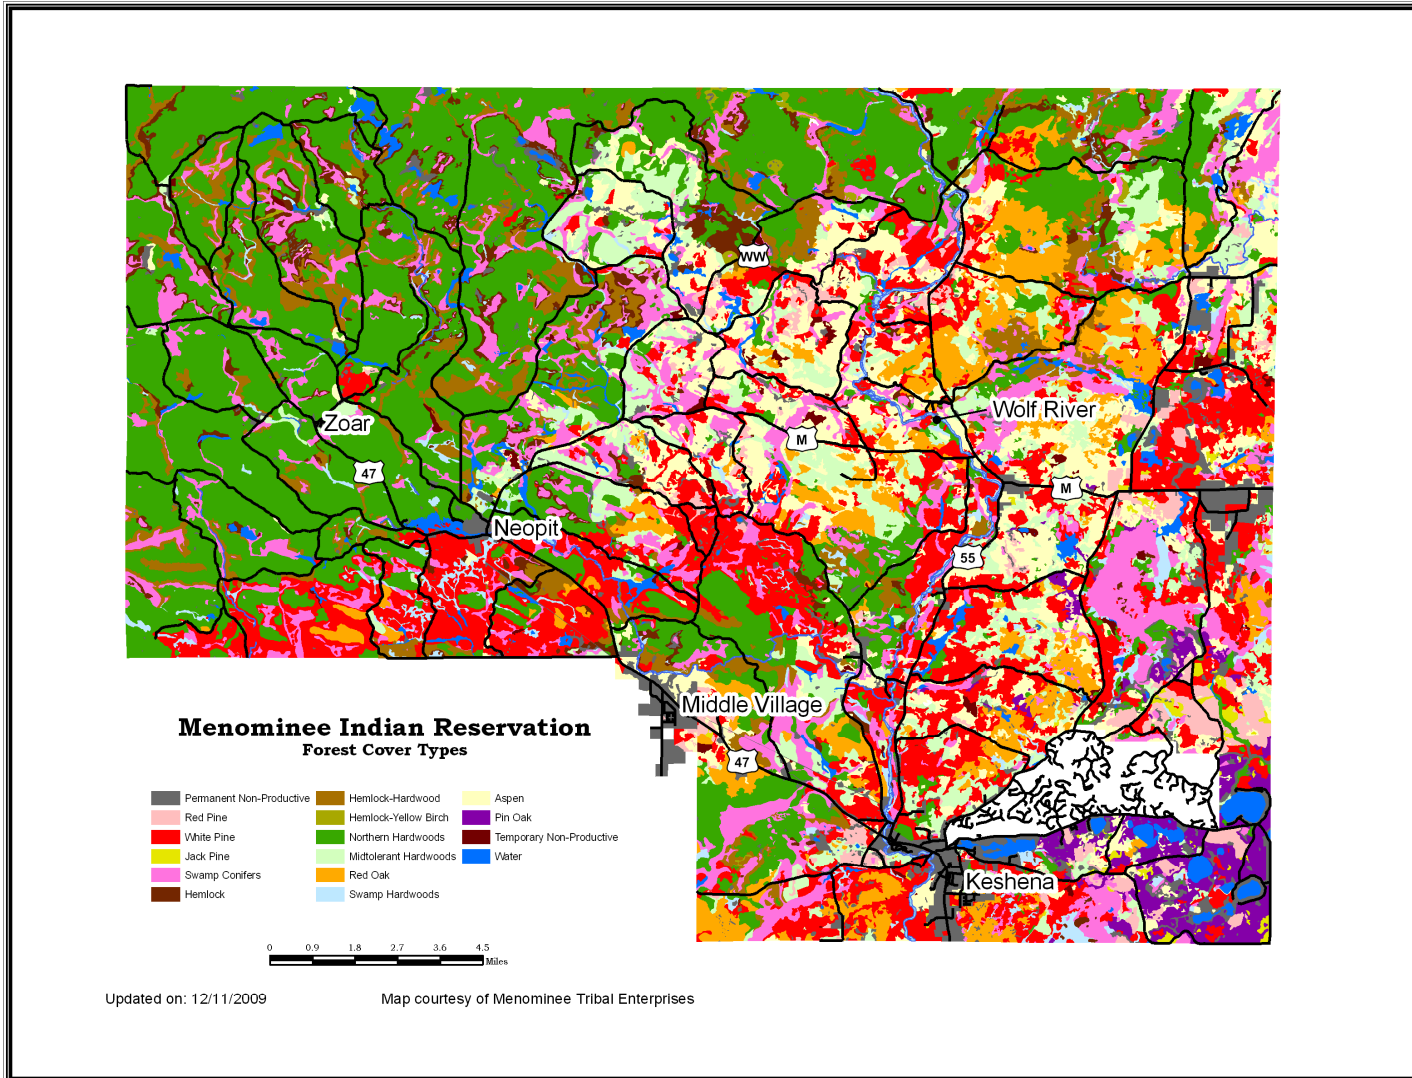 WW
Wolf River
Zoar
M
47
M
Neopit
55
Middle Village
47
Keshena
Menominee Indian Reservation
Forest Cover Types
Permanent Non-Productive
Red Pine
White Pine
Jack Pine
Swamp Conifers
Hemlock
Hemlock-Hardwood
Hemlock-Yellow Birch
Northern Hardwoods
Midtolerant Hardwoods
Red Oak
Swamp Hardwoods
Aspen
Pin Oak
Temporary Non-Productive
Water
0 0.9 1.8 2.7 3.6 4.5
Miles
Updated on: 12/11/2009
Map courtesy of Menominee Tribal Enterprises